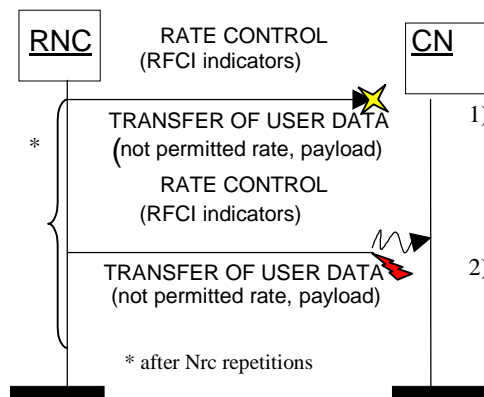 RNC
RATE CONTROL
CN
(RFCI indicators)
1)
TRANSFER OF USER DATA
*
(not permitted rate, payload)
RATE CONTROL
(RFCI indicators)
TRANSFER OF USER DATA
2)
(not permitted rate, payload)
* after Nrc repetitions